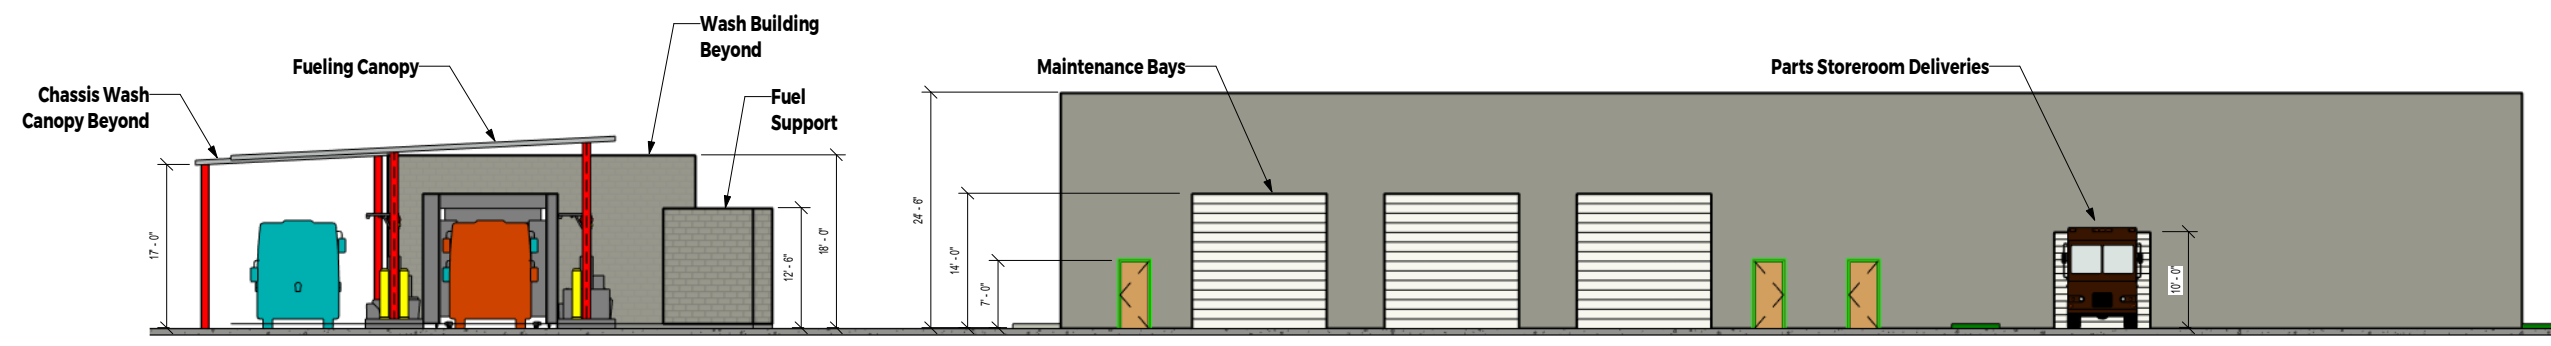 Wash Building
Beyond
Fueling Canopy
Chassis Wash
Canopy Beyond
Fuel
Support
Maintenance Bays
Parts Storeroom Deliveries
17' - 0"
12' - 6"
18' - 0"
24' - 6"
14' - 0"
7' - 0"
10' - 0"